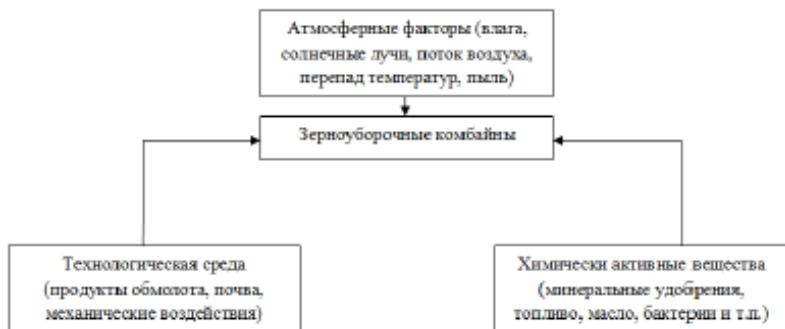 Атмосферные факторы (влага,
солнечные лучи, поток воздуха,
перепад температур, пыль)
Зерноуборочные комбайны
Технологическая среда
(продукты обмолота, почва,
механические воздействия)
Химически активные вещества
(минеральные удобрения,
топливо, масло, бактерии и т.п.)